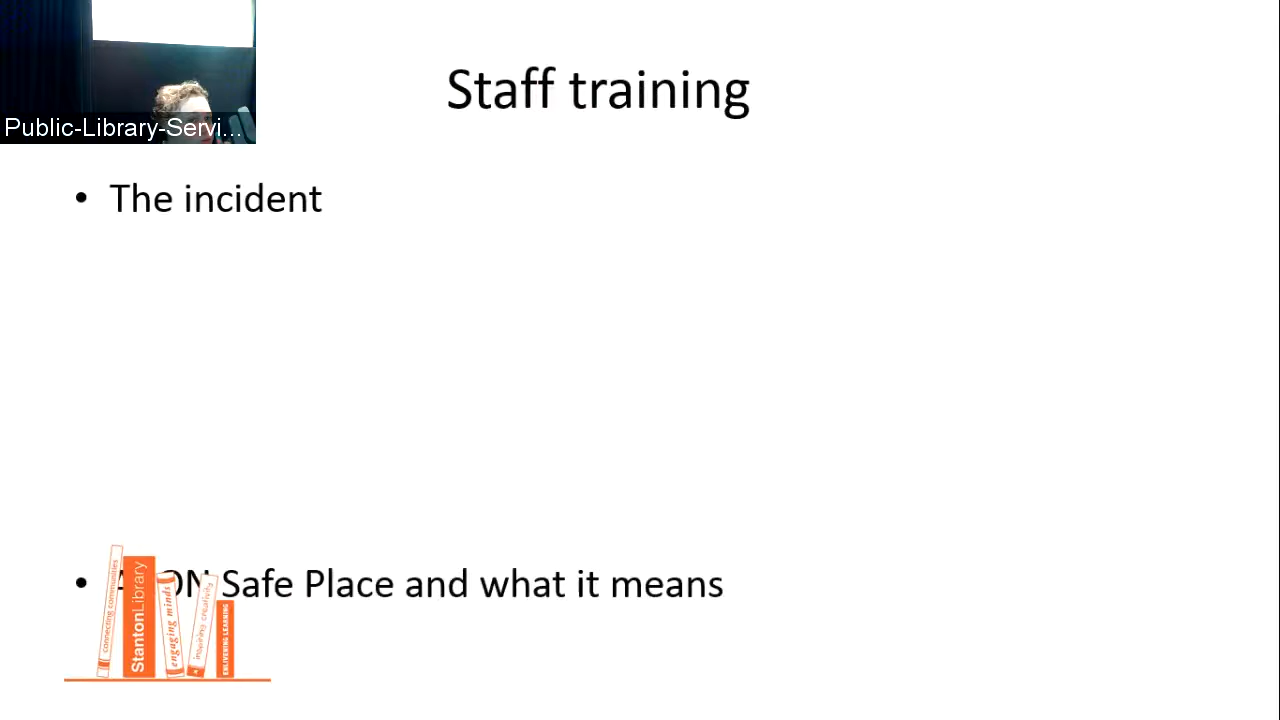 Public-Library-Servi...
Staff training
• The incident
• Safe Place and what it means
connecting communities
StantonLibrary
engaging minds
inspiring creativity
ENLIVENING LEARNING